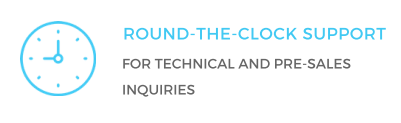 ROUND-THE-CLOCK SUPPORT
FOR TECHNICAL AND PRE-SALES
INQUIRIES